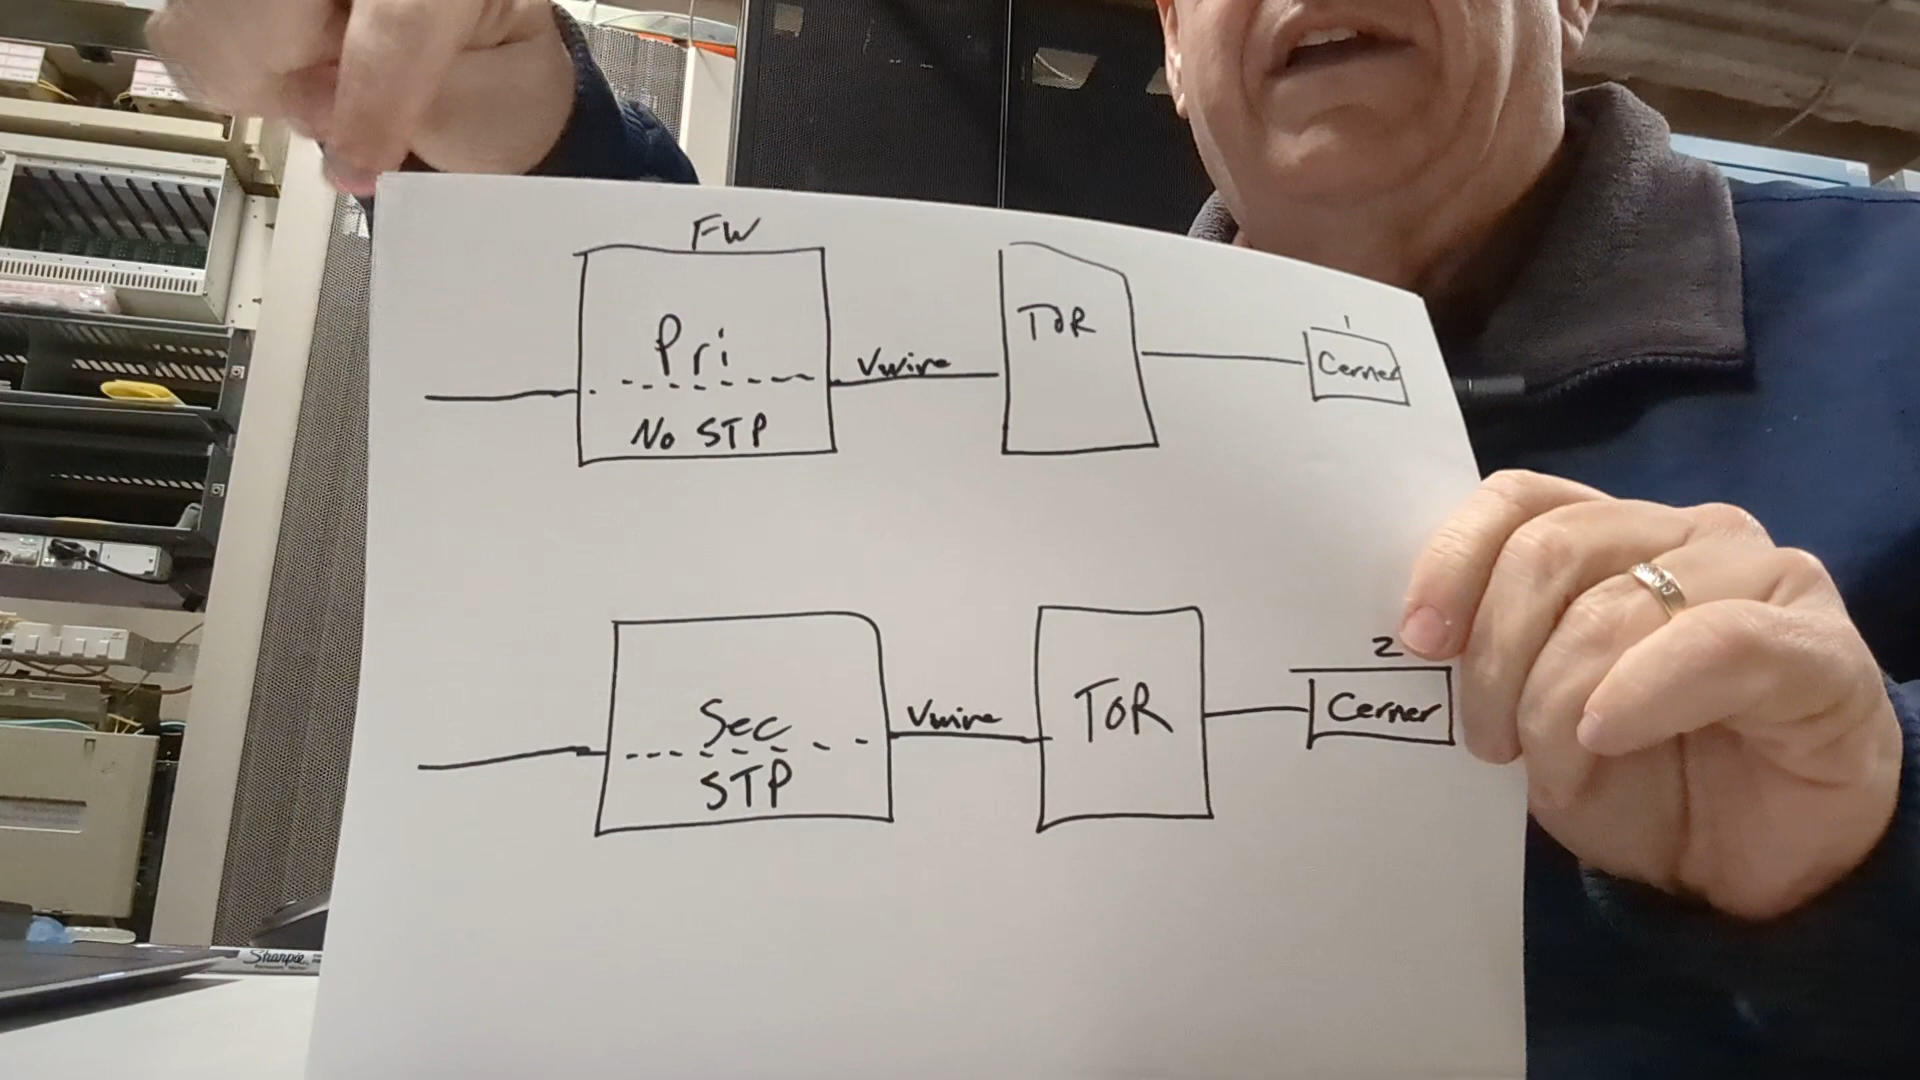 FW
Pri
No STP
Vwire
TOR
1
Cerner
Sec
STP
Vwire
TOR
2
Cerner
Sharpie